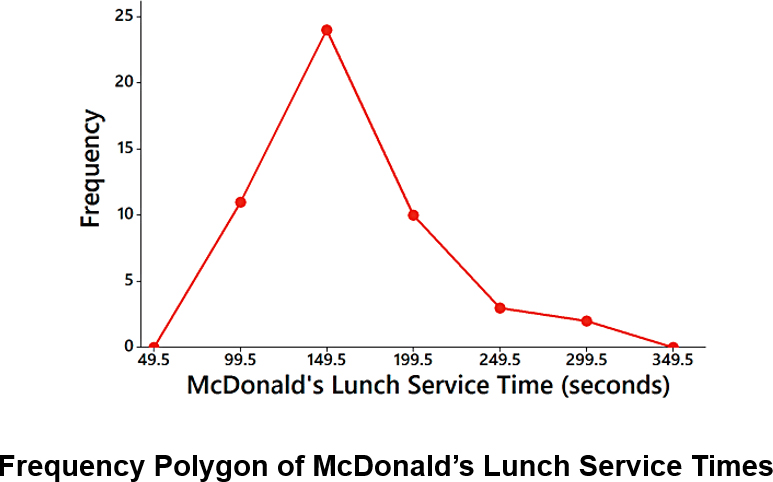 25
20
15
10
5
0
49.5 99.5 149.5 199.5 249.5 299.5 349.5
Frequency
McDonald's Lunch Service Time (seconds)
Frequency Polygon of McDonald’s Lunch Service Times